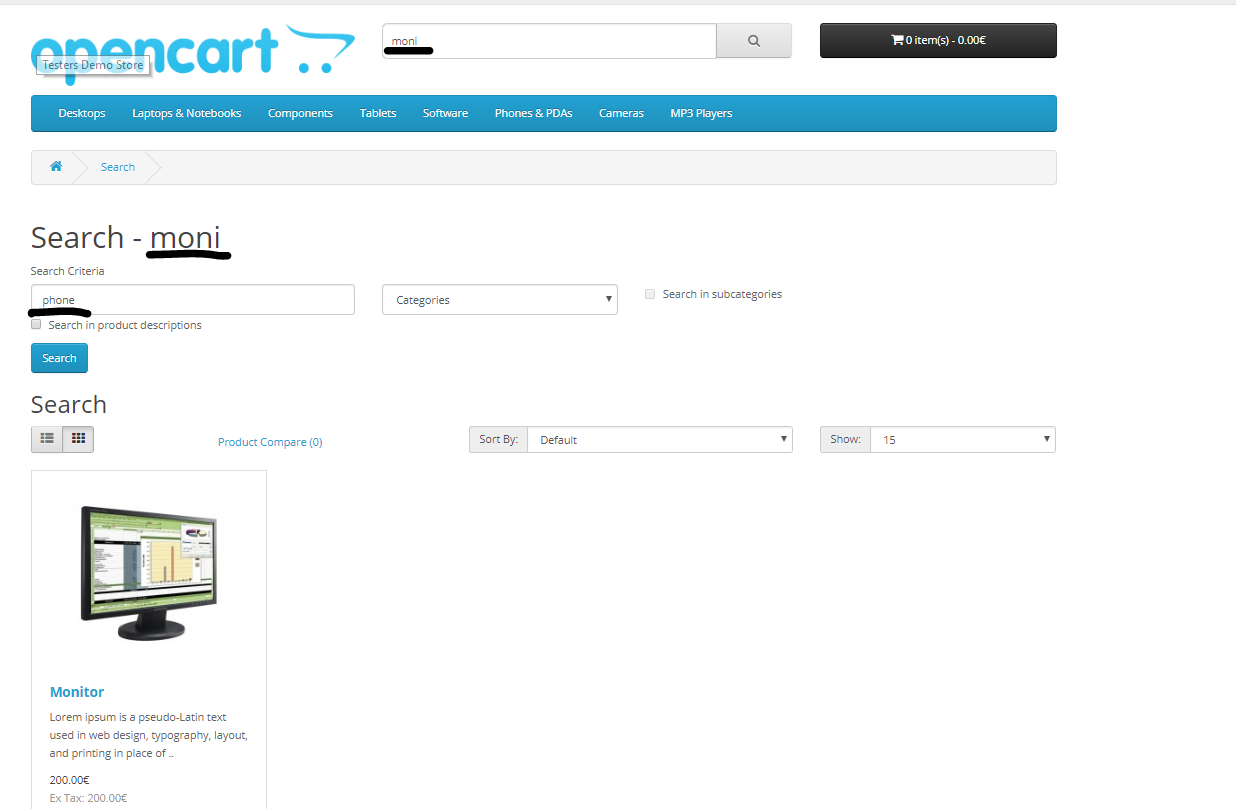 opencart
Testers Demo Store
moni
0 item(s) - 0.00€
Desktops Laptops & Notebooks Components Tablets Software Phones & PDAs Cameras MP3 Players
Search
Search - moni
Search Criteria
phone Categories Search in subcategories
Search in product descriptions
Search
Search
Product Compare (0) Sort By: Default Show: 15
Monitor
Lorem ipsum is a pseudo-Latin text
used in web design, typography, layout,
and printing in place of ..
200.00€
Ex Tax: 200.00€